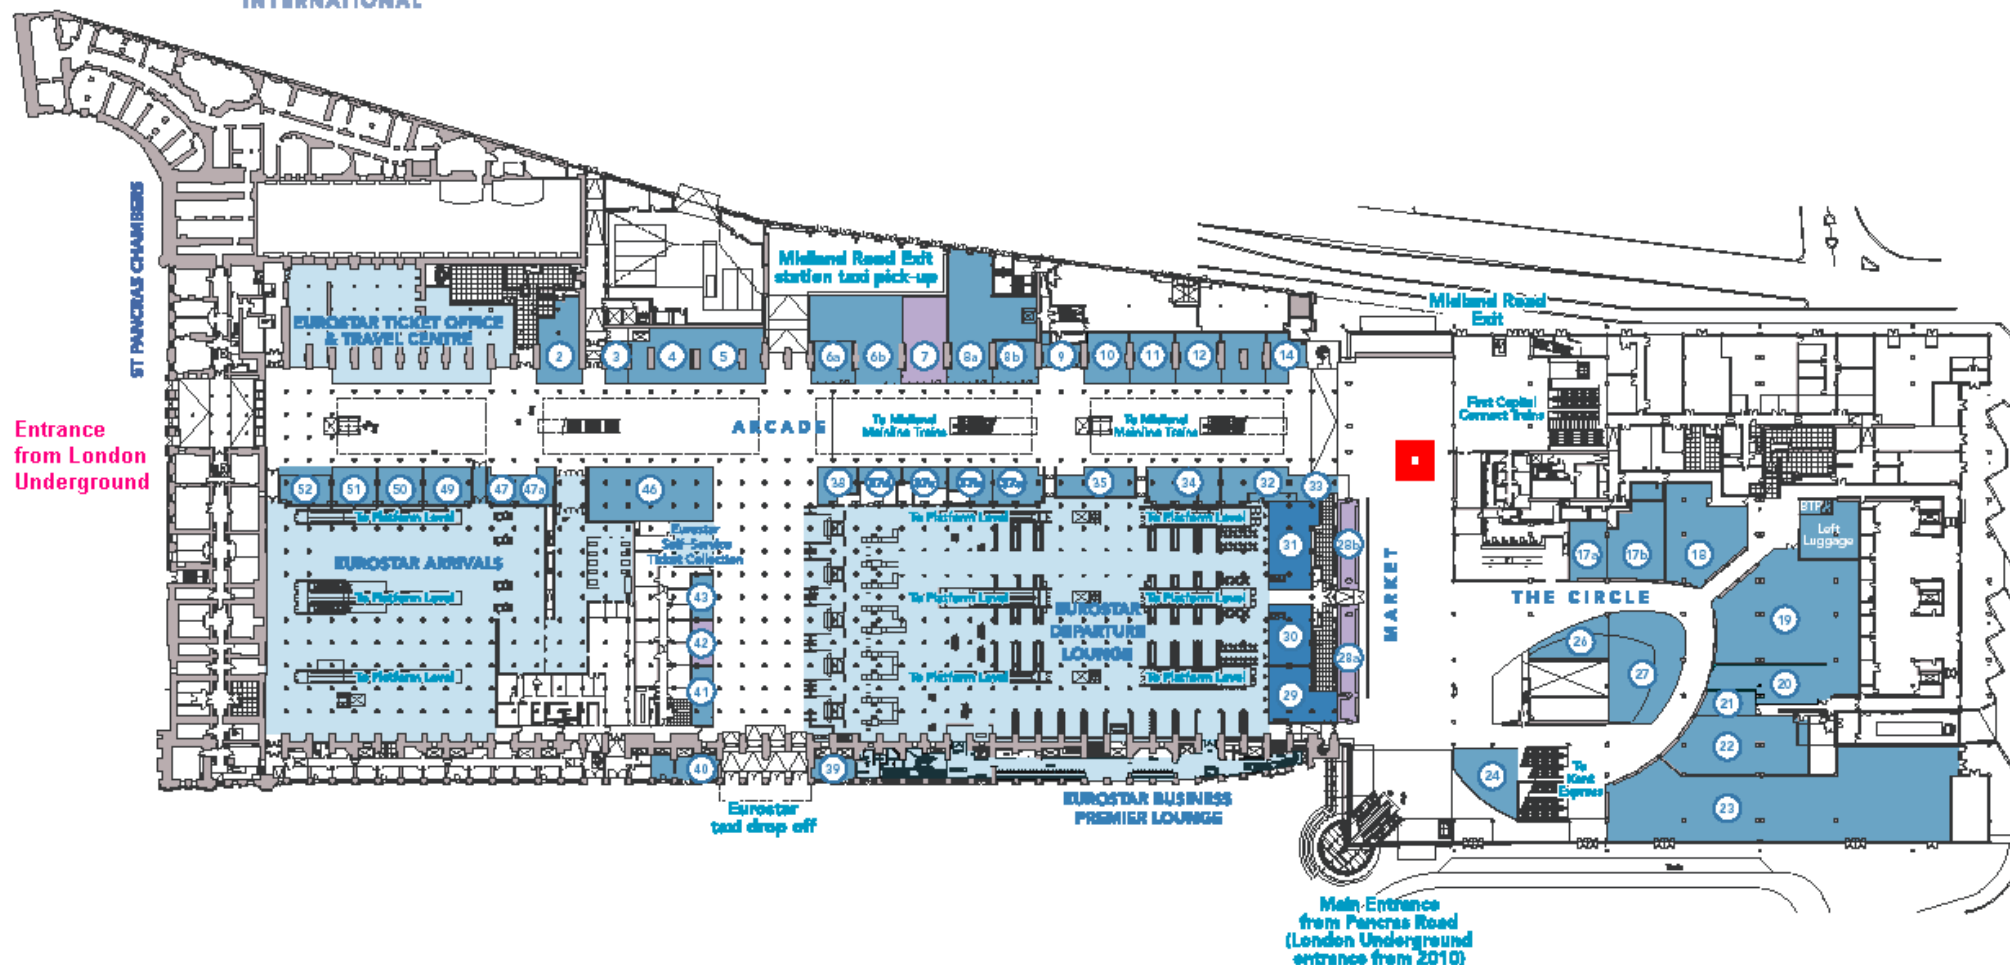 INTERNATIONAL
ST PANCRAS CHAMBERS
Entrance
from London
Underground
EUROSTAR TICKET OFFICE
& TRAVEL CENTRE
Midland Road Exit
station taxi pick-up
Midland Road
Exit
2
3
4
5
6a
6b
7
8a
8b
9
10
11
12
14
ARCADE
To Midland
Mainline Trains
To Midland
Mainline Trains
First Capital
Connect Trains
52
51
50
49
47
47a
46
38
35
34
32
33
To Platform Level
To Platform Level
To Platform Level
EUROSTAR ARRIVALS
To Platform Level
To Platform Level
To Platform Level
To Platform Level
To Platform Level
To Platform Level
Eurostar
Self-Service
Ticket Collection
43
42
41
EUROSTAR
DEPARTURE
LOUNGE
31
30
29
28b
28a
MARKET
17a
17b
18
BTP
Left
Luggage
THE CIRCLE
19
26
27
20
21
22
24
To
Kent
Express
23
40
39
Eurostar
taxi drop off
EUROSTAR BUSINESS
PREMIER LOUNGE
Main Entrance
from Pancras Road
(London Underground
entrance from 2010)